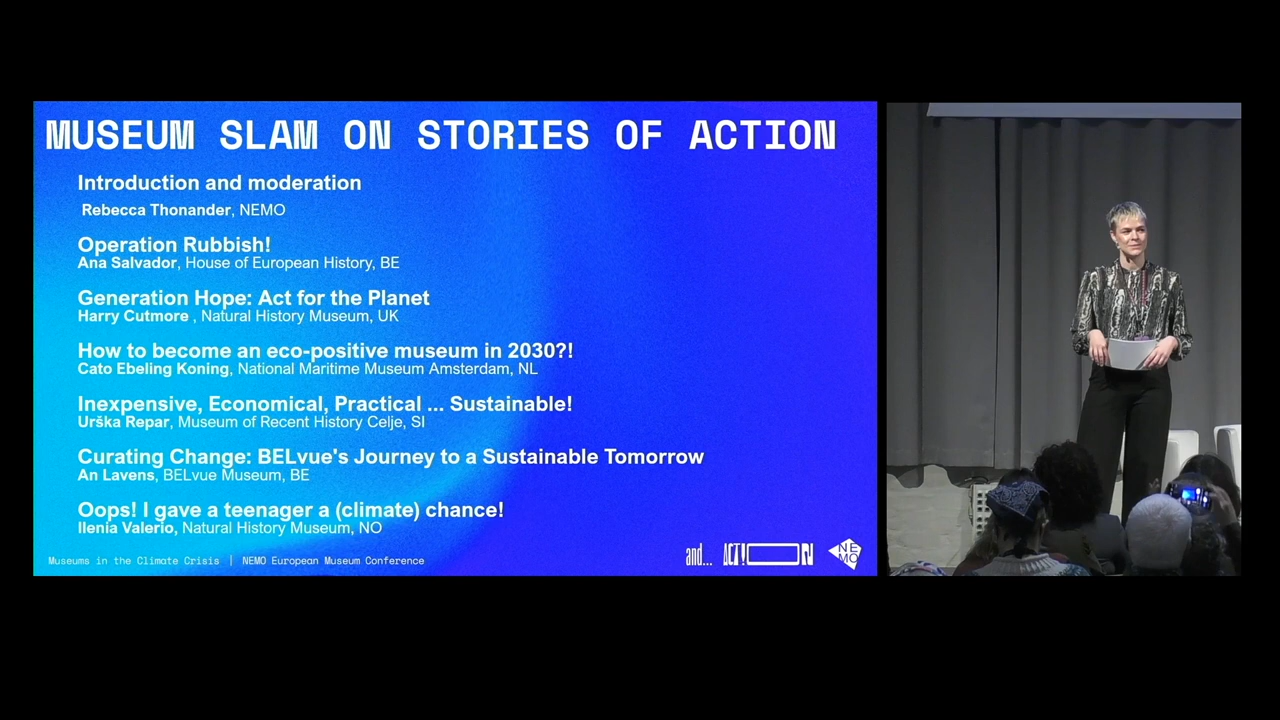 MUSEUM SLAM ON STORIES OF ACTION
Introduction and moderation
Rebecca Thonander, NEMO
Operation Rubbish!
Ana Salvador, House of European History, BE
Generation Hope: Act for the Planet
Harry Cutmore , Natural History Museum, UK
How to become an eco-positive museum in 2030?!
Cato Ebeling Koning, National Maritime Museum Amsterdam, NL
Inexpensive, Economical, Practical ... Sustainable!
Urška Repar, Museum of Recent History Celje, SI
Curating Change: BELvue's Journey to a Sustainable Tomorrow
An Lavens, BELvue Museum, BE
Oops! I gave a teenager a (climate) chance!
Ilenia Valerio, Natural History Museum, NO
Museums in the Climate Crisis | NEMO European Museum Conference
and... ACT!ON
NE
MO